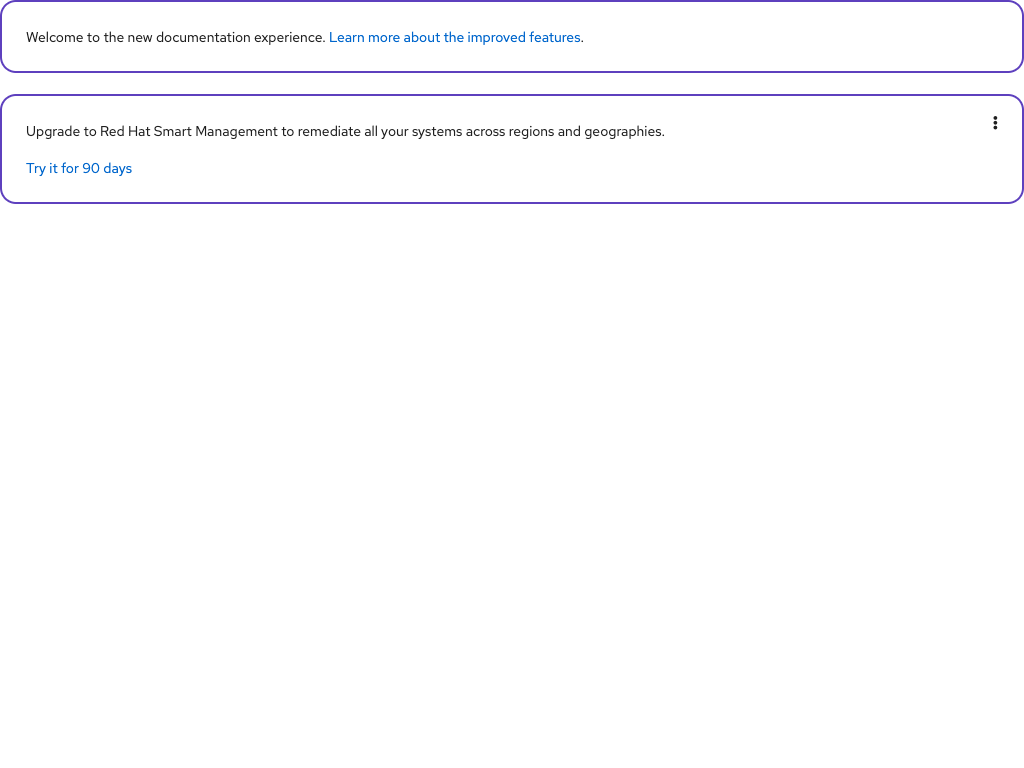 Welcome to the new documentation experience. Learn more about the improved features.
Upgrade to Red Hat Smart Management to remediate all your systems across regions and geographies.
Try it for 90 days